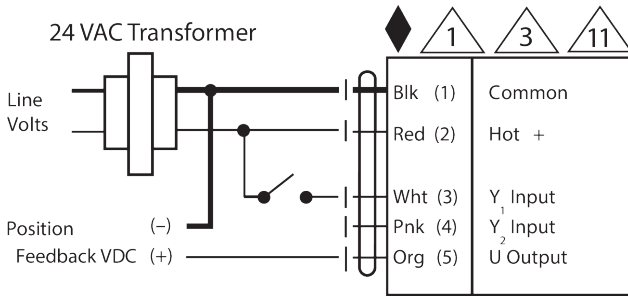 24 VAC Transformer
1 3 11
Line
Volts
Blk (1) Common
Red (2) Hot +
Wht (3) Y1 Input
Pnk (4) Y2 Input
Org (5) U Output
Position (–)
Feedback VDC (+)